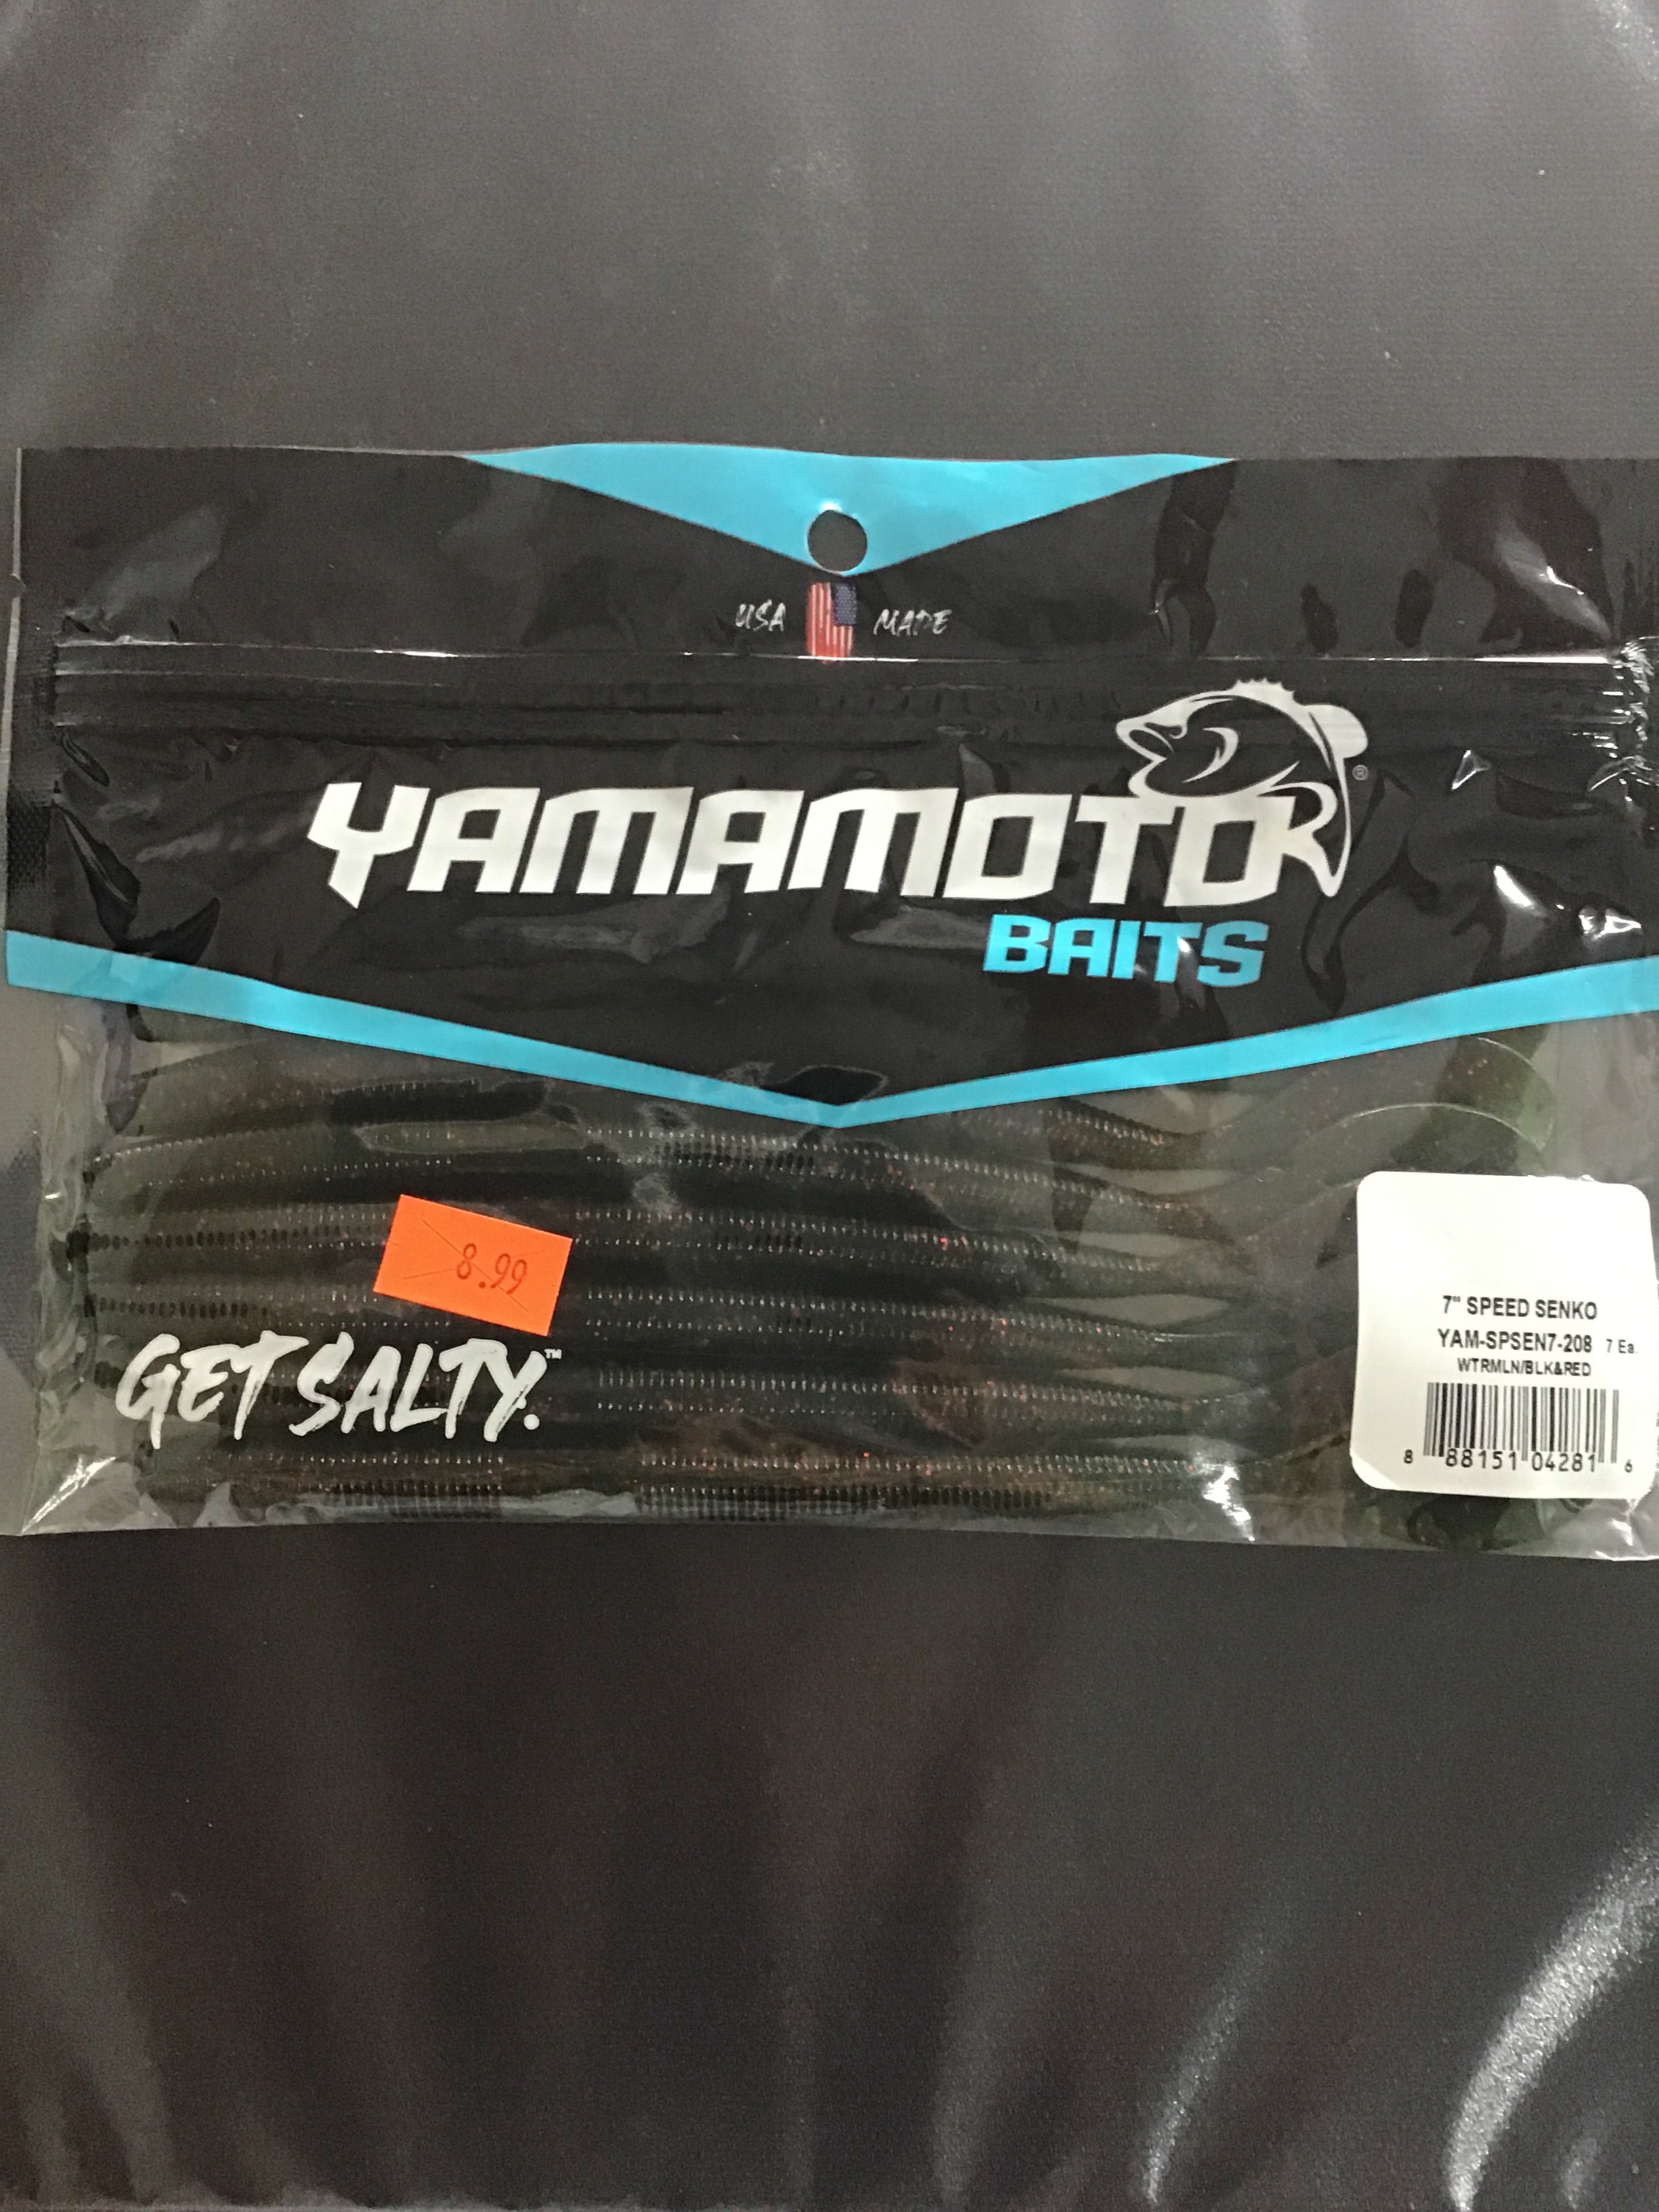 USA MADE
YAMAMOTO ®
BAITS
8.99
GET SALTY.™
7" SPEED SENKO
YAM-SPSEN7-208 7 Ea.
WTRMLN/BLK&RED
8 88151 04281 6